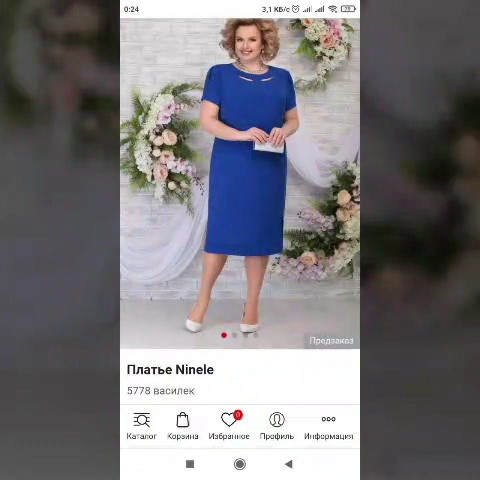 0:24
3,1 КБ/с
Предзаказ
Платье Ninele
5778 василек
Каталог
Корзина
Избранное
Профиль
Информация